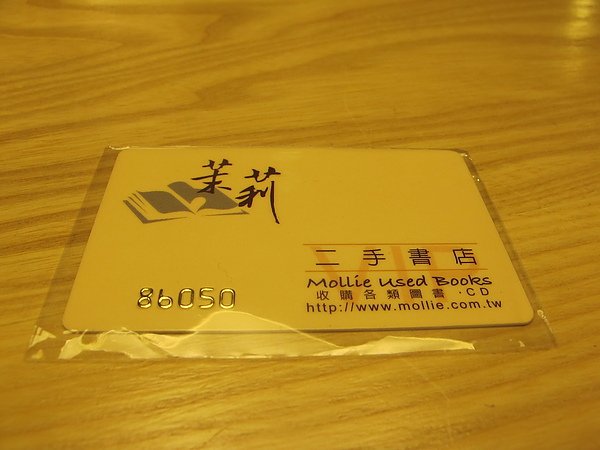 茉莉
二手書店
VIP
Mollie Used Books
收購各類圖書.CD
http://www.mollie.com.tw
86050